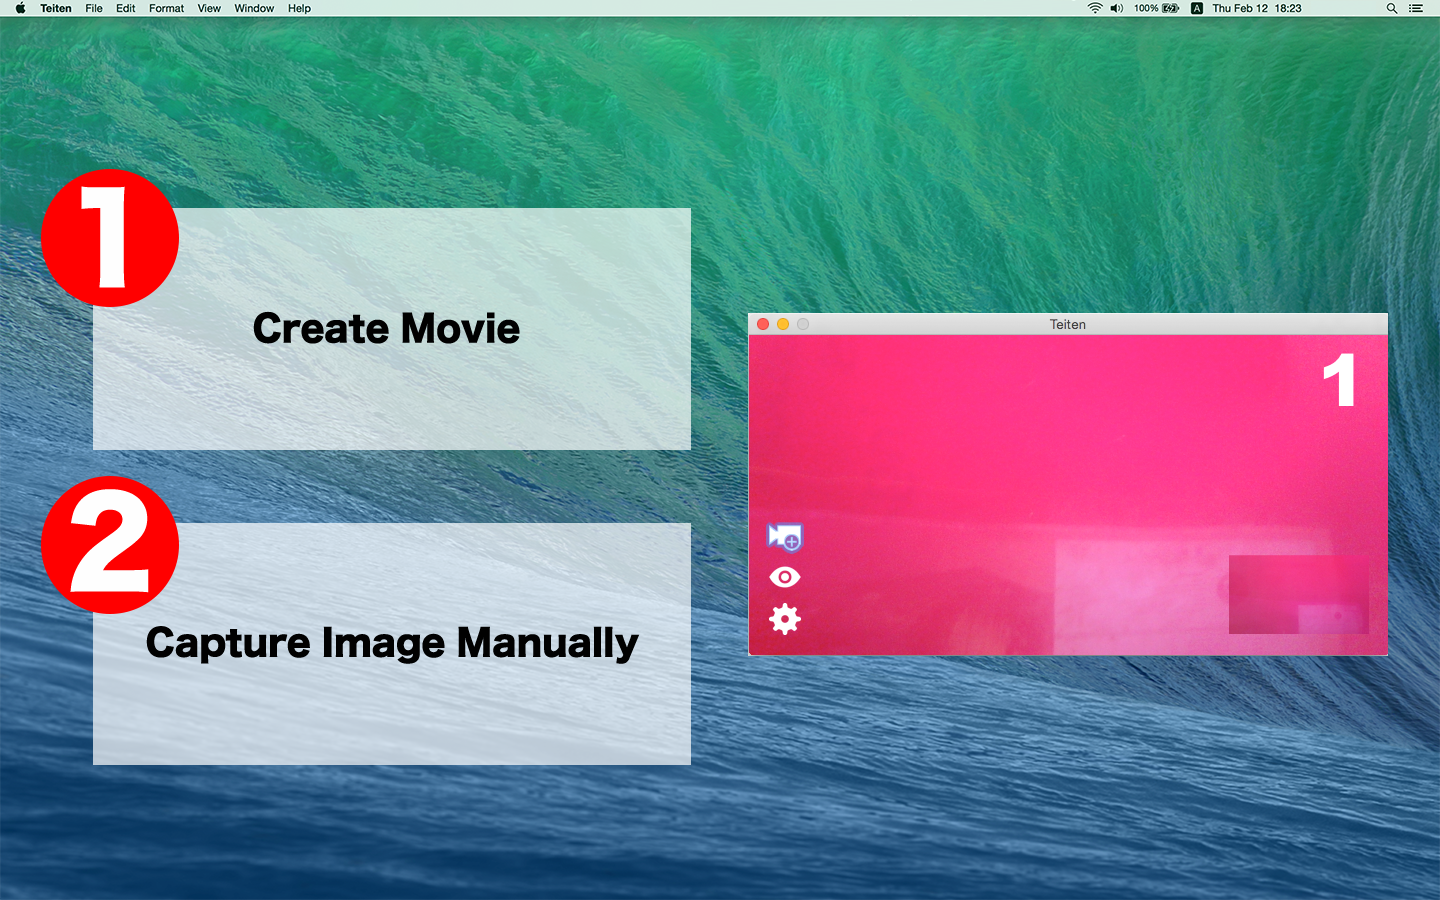 Teiten File Edit Format View Window Help 100% A Thu Feb 12 18:23
1
Create Movie
2
Capture Image Manually
Teiten
1